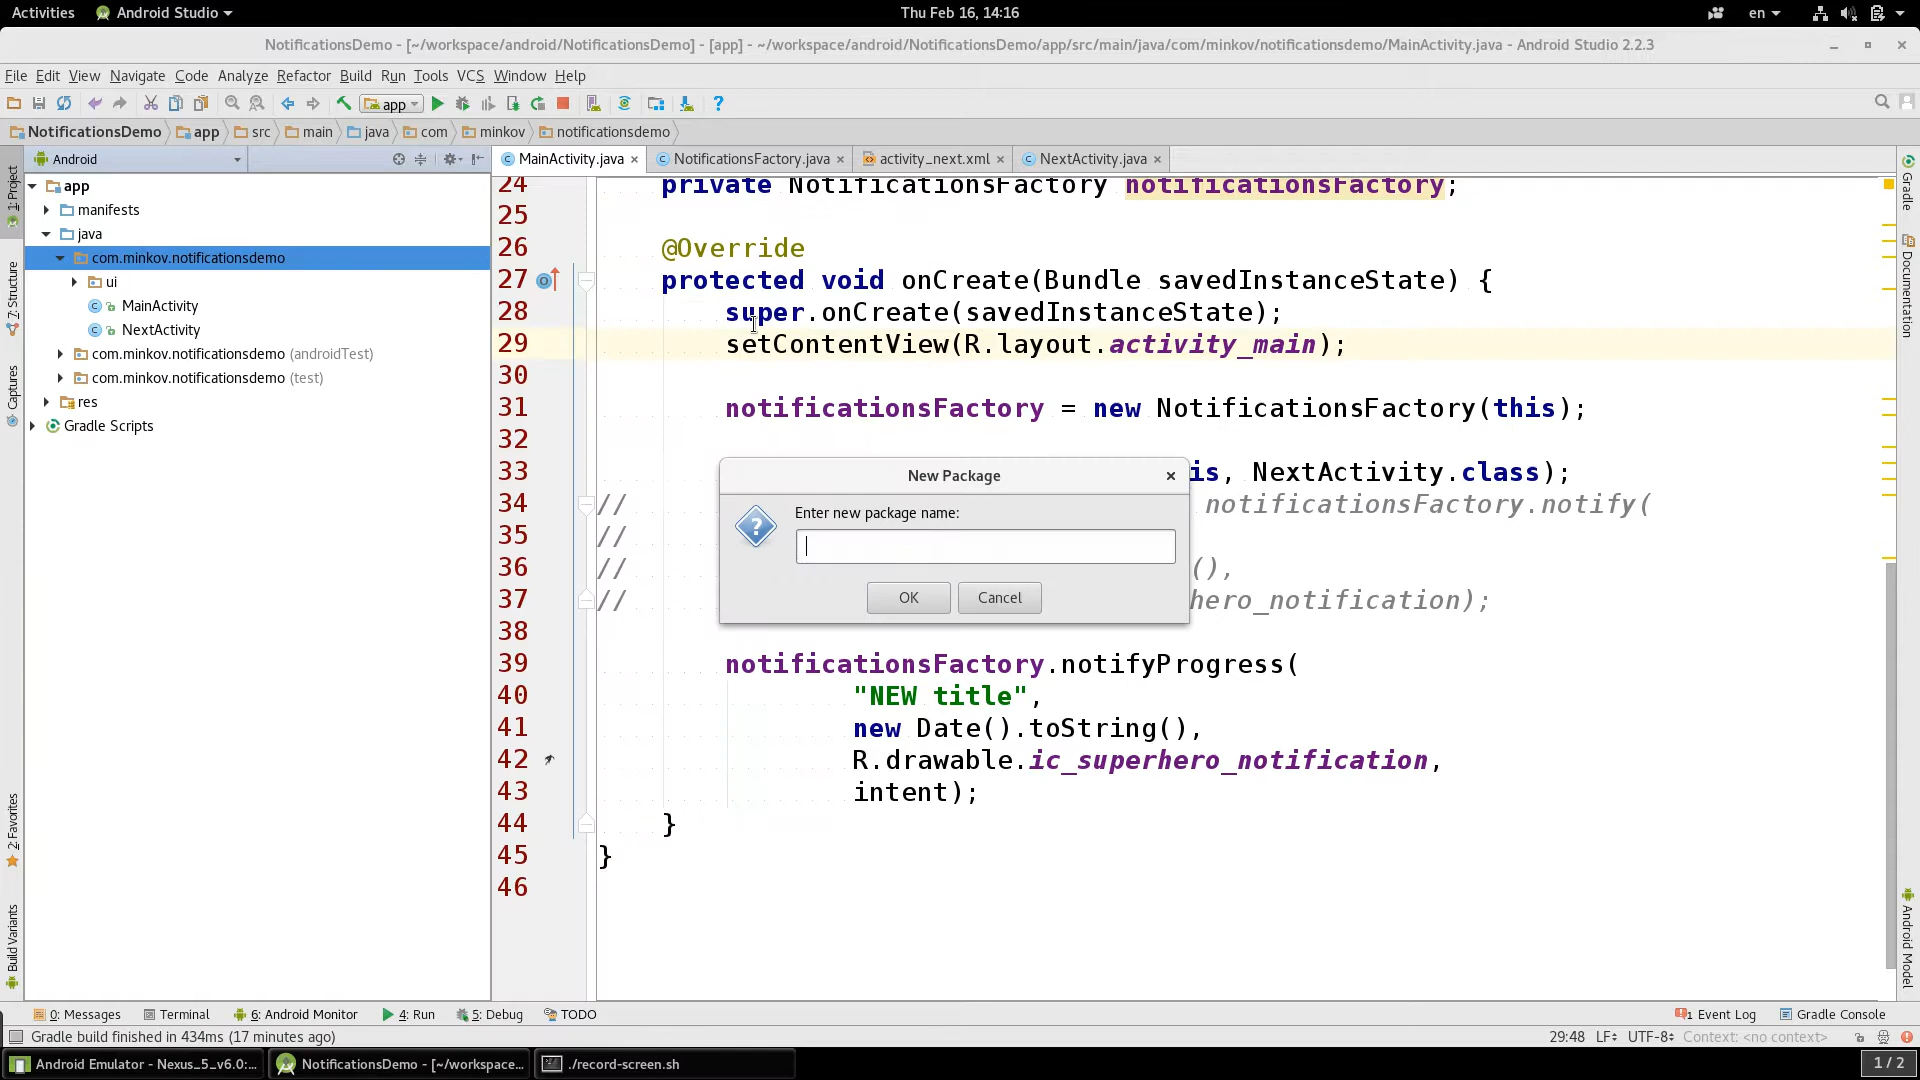 Activities Android Studio Thu Feb 16, 14:16 en
NotificationsDemo - [~/workspace/android/NotificationsDemo] - [app] - ~/workspace/android/NotificationsDemo/app/src/main/java/com/minkov/notificationsdemo/MainActivity.java - Android Studio 2.2.3
File Edit View Navigate Code Analyze Refactor Build Run Tools VCS Window Help
app
NotificationsDemo app src main java com minkov notificationsdemo
Android
MainActivity.java NotificationsFactory.java activity_next.xml NextActivity.java
app
manifests
java
com.minkov.notificationsdemo
ui
MainActivity
NextActivity
com.minkov.notificationsdemo (androidTest)
com.minkov.notificationsdemo (test)
res
Gradle Scripts
1: Project
7: Structure
Captures
2: Favorites
Build Variants
24 private NotificationsFactory notificationsFactory;
25
26 @Override
27 protected void onCreate(Bundle savedInstanceState) {
28 super.onCreate(savedInstanceState);
29 setContentView(R.layout.activity_main);
30
31 notificationsFactory = new NotificationsFactory(this);
32
33 is, NextActivity.class);
34 // notificationsFactory.notify(
35 //
36 // (),
37 // hero_notification);
38
39 notificationsFactory.notifyProgress(
40 "NEW title",
41 new Date().toString(),
42 R.drawable.ic_superhero_notification,
43 intent);
44 }
45 }
46
New Package
Enter new package name:
OK Cancel
Gradle
Documentation
Android Model
0: Messages Terminal 6: Android Monitor 4: Run 5: Debug TODO 1 Event Log Gradle Console
Gradle build finished in 434ms (17 minutes ago) 29:48 LF UTF-8 Context: <no context>
Android Emulator - Nexus_5_v6.0:... NotificationsDemo - [~/workspace... ./record-screen.sh 1 / 2